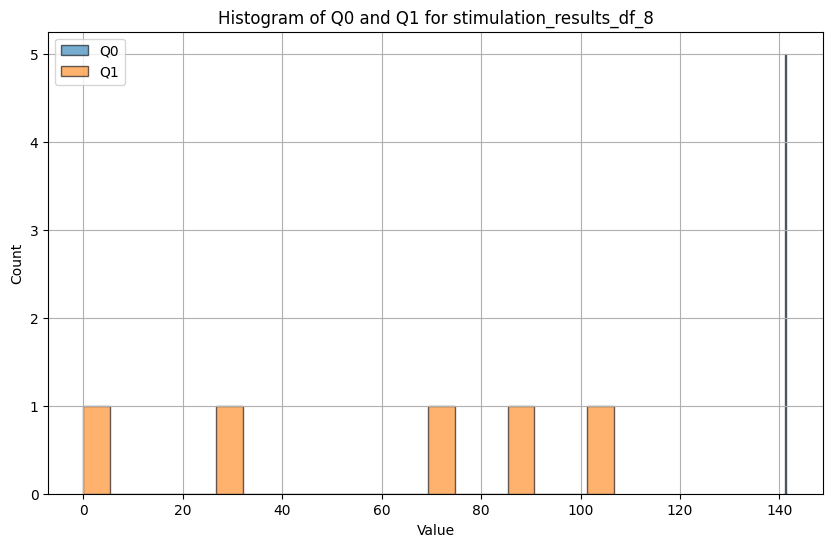 Histogram of Q0 and Q1 for stimulation_results_df_8
Q0
Q1
Count
5
4
3
2
1
0
0 20 40 60 80 100 120 140
Value